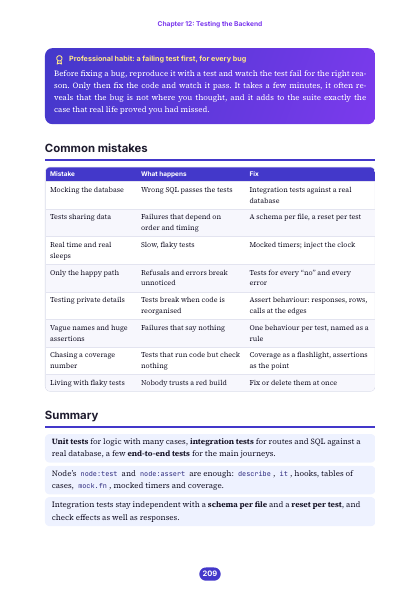 Chapter 12: Testing the Backend
Professional habit: a failing test first, for every bug
Before fixing a bug, reproduce it with a test and watch the test fail for the right rea-
son. Only then fix the code and watch it pass. It takes a few minutes, it often re-
veals that the bug is not where you thought, and it adds to the suite exactly the
case that real life proved you had missed.
Common mistakes
Mistake What happens Fix
Mocking the database Wrong SQL passes the tests Integration tests against a real
database
Tests sharing data Failures that depend on A schema per file, a reset per test
order and timing
Real time and real Slow, flaky tests Mocked timers; inject the clock
sleeps
Only the happy path Refusals and errors break Tests for every “no” and every
unnoticed error
Testing private details Tests break when code is Assert behaviour: responses, rows,
reorganised calls at the edges
Vague names and huge Failures that say nothing One behaviour per test, named as a
assertions rule
Chasing a coverage Tests that run code but check Coverage as a flashlight, assertions
number nothing as the point
Living with flaky tests Nobody trusts a red build Fix or delete them at once
Summary
Unit tests for logic with many cases, integration tests for routes and SQL against a
real database, a few end-to-end tests for the main journeys.
Node’s node:test and node:assert are enough: describe, it, hooks, tables of
cases, mock.fn, mocked timers and coverage.
Integration tests stay independent with a schema per file and a reset per test, and
check effects as well as responses.
209